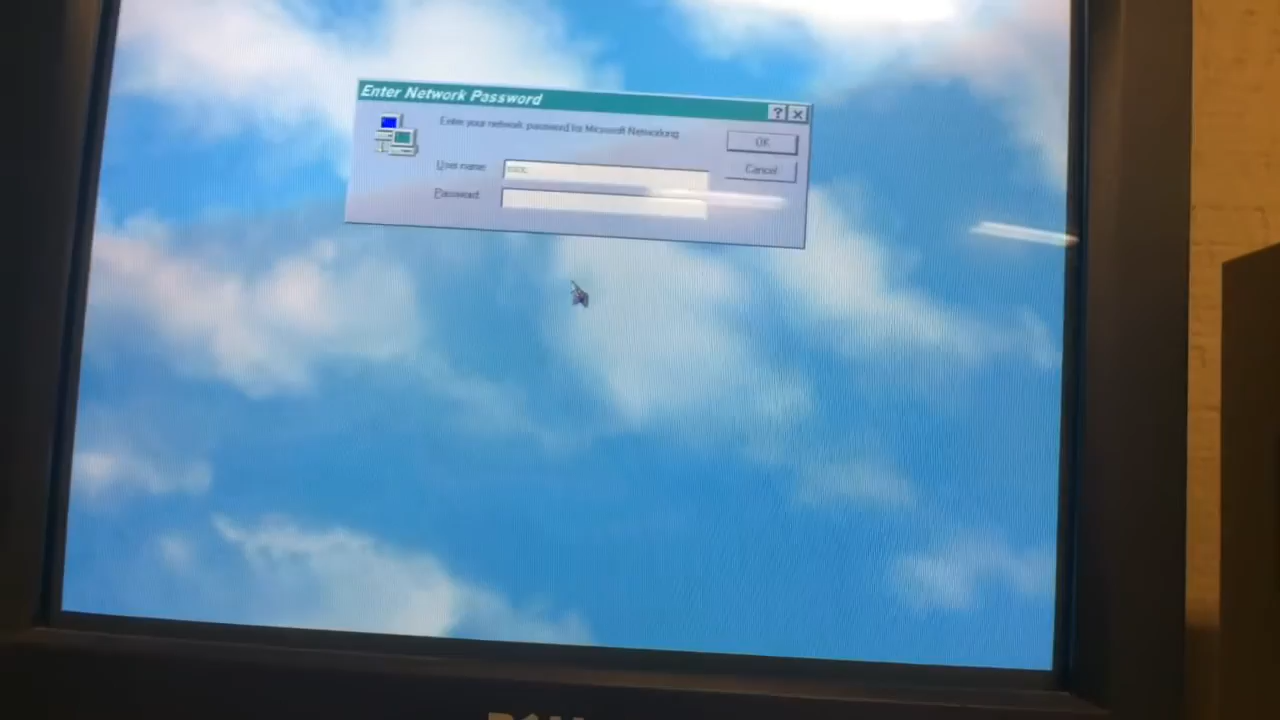 Enter Network Password
? X
Enter your network password for Microsoft Networking.
OK
User name:
Cancel
Password: